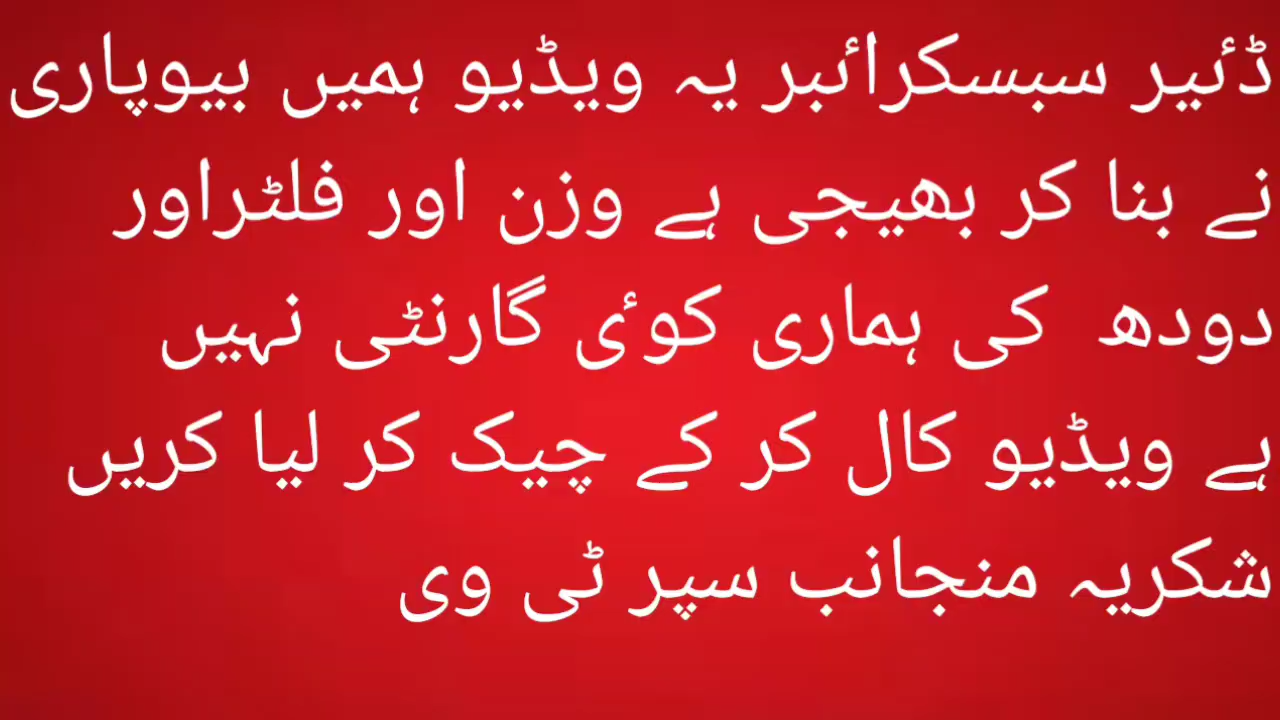 ڈئیر سبسکرائبر یہ ویڈیو ہمیں بیوپاری
نے بنا کر بھیجی ہے وزن اور فلٹراور
دودھ کی ہماری کوئ گارنٹی نہیں
ہے ویڈیو کال کر کے چیک کر لیا کریں
شکریہ منجانب سپر ٹی وی